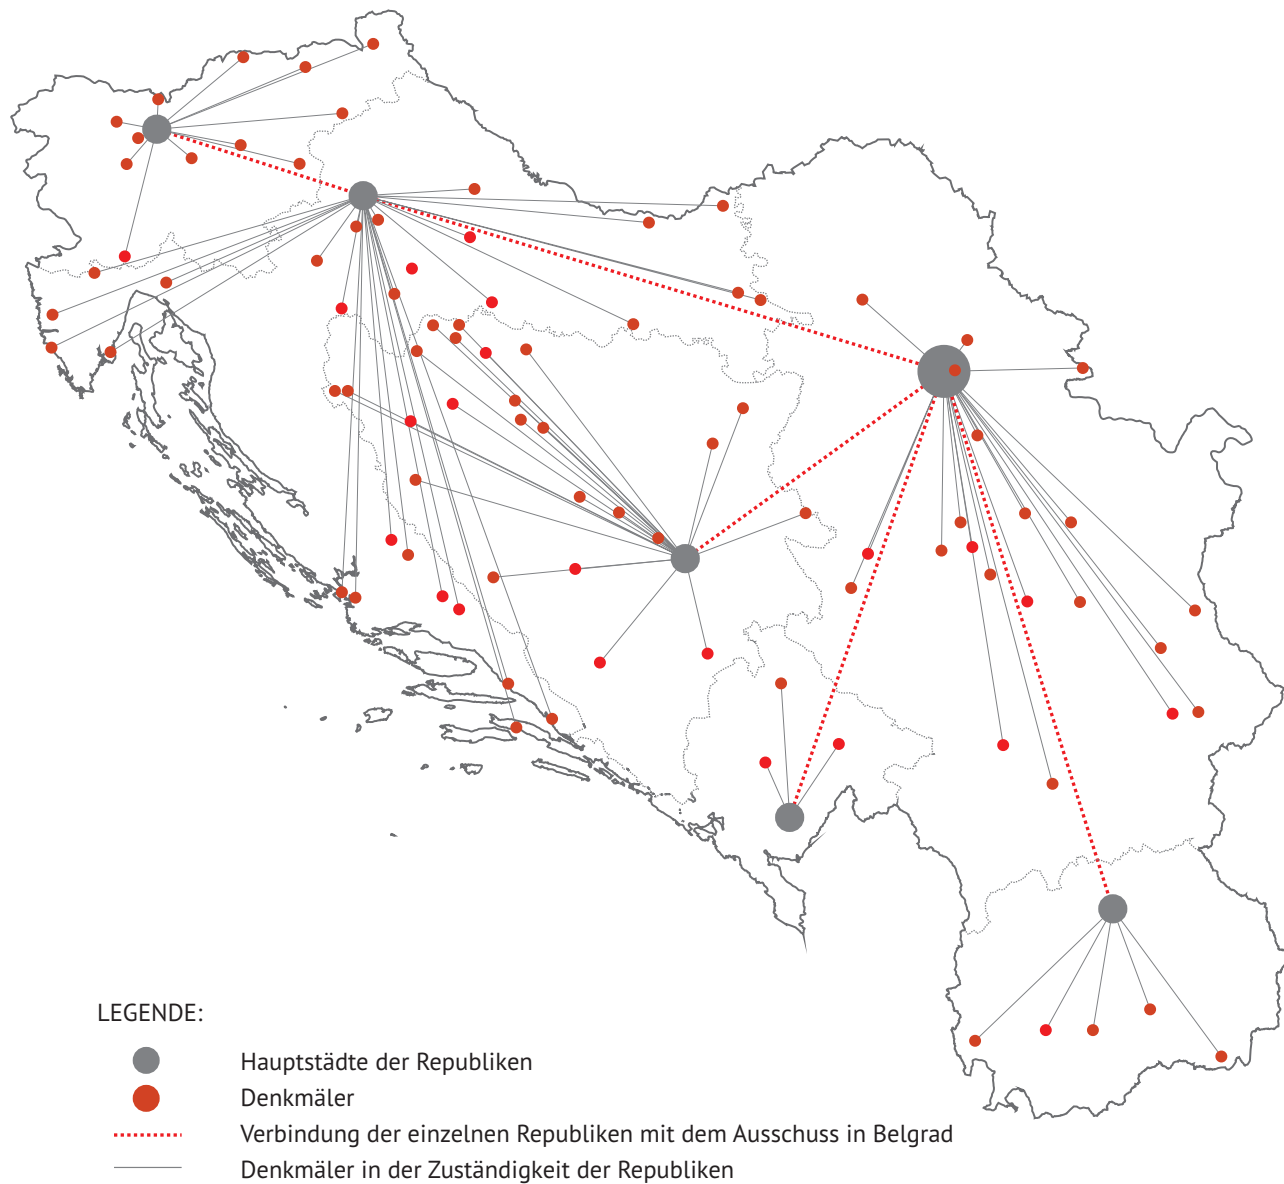 LEGENDE:
Hauptstädte der Republiken
Denkmäler
Verbindung der einzelnen Republiken mit dem Ausschuss in Belgrad
Denkmäler in der Zuständigkeit der Republiken